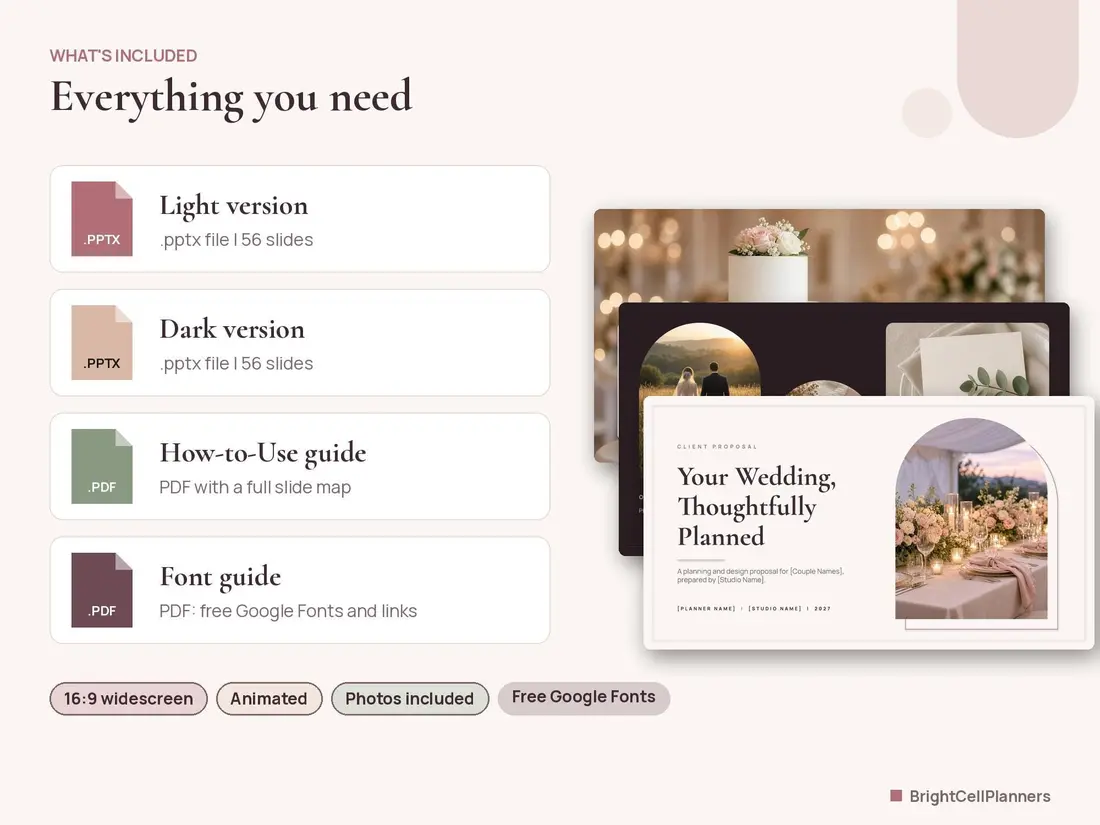 WHAT'S INCLUDED
Everything you need
.PPTX
Light version
.pptx file | 56 slides
.PPTX
Dark version
.pptx file | 56 slides
.PDF
How-to-Use guide
PDF with a full slide map
.PDF
Font guide
PDF: free Google Fonts and links
CLIENT PROPOSAL
Your Wedding,
Thoughtfully
Planned
A planning and design proposal for [Couple Names],
prepared by [Studio Name].
[PLANNER NAME] | [STUDIO NAME] | 2027
16:9 widescreen
Animated
Photos included
Free Google Fonts
BrightCellPlanners